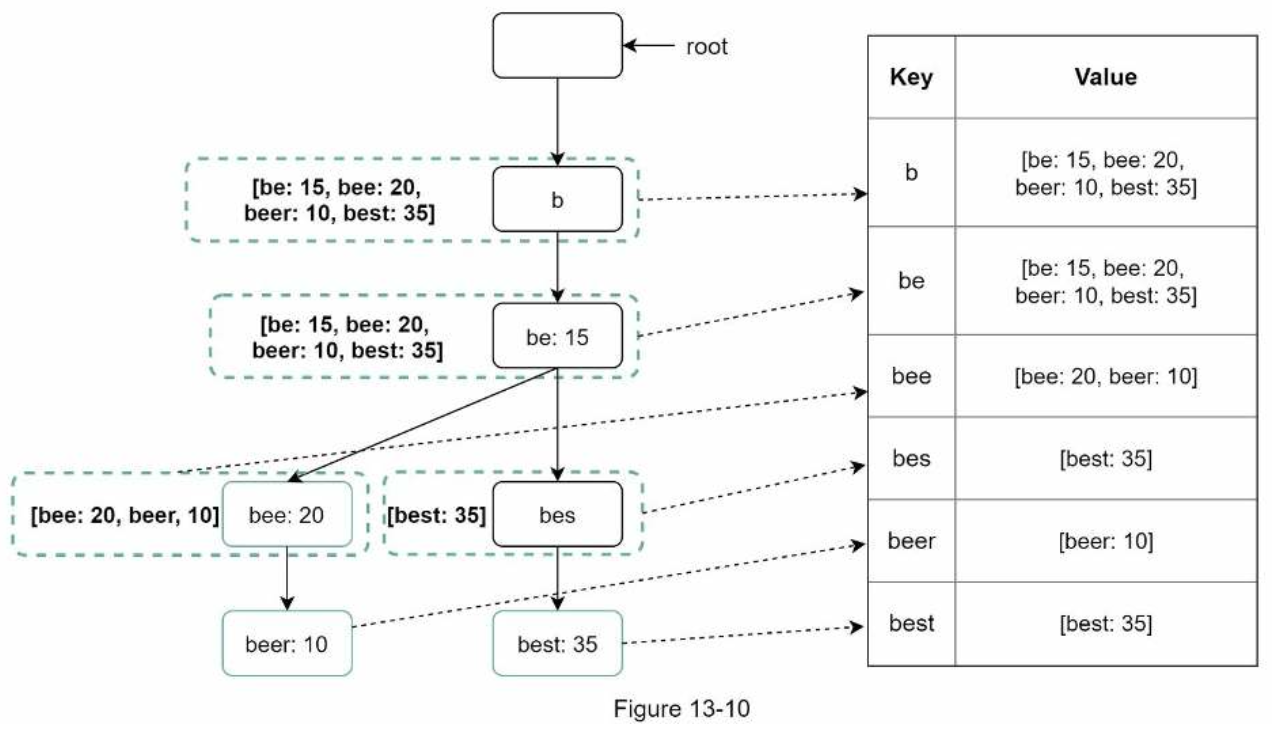 root
[be: 15, bee: 20,
beer: 10, best: 35]
b
[be: 15, bee: 20,
beer: 10, best: 35]
be: 15
[bee: 20, beer, 10]
bee: 20
[best: 35]
bes
beer: 10
best: 35
Key Value
b
[be: 15, bee: 20,
beer: 10, best: 35]
be
[be: 15, bee: 20,
beer: 10, best: 35]
bee [bee: 20, beer: 10]
bes [best: 35]
beer [beer: 10]
best [best: 35]
Figure 13-10